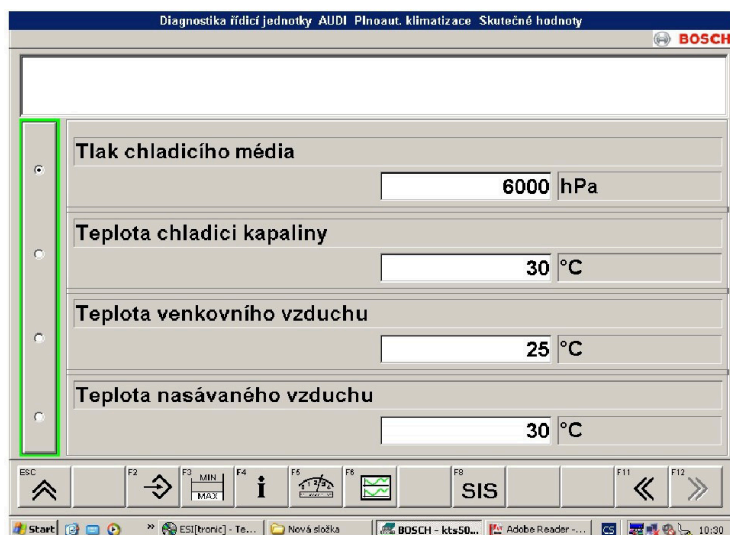 Diagnostika řídicí jednotky AUDI Plnoaut. klimatizace Skutečné hodnoty
BOSCH
Tlak chladicího média
6000 hPa
Teplota chladici kapaliny
30 °C
Teplota venkovního vzduchu
25 °C
Teplota nasávaného vzduchu
30 °C
ESC F2 F3 MIN MAX F4 i F5 F6 F8 SIS F11 F12
Start » ESI[tronic] - Te... Nová složka BOSCH - kts50... Adobe Reader -... CS 10:30